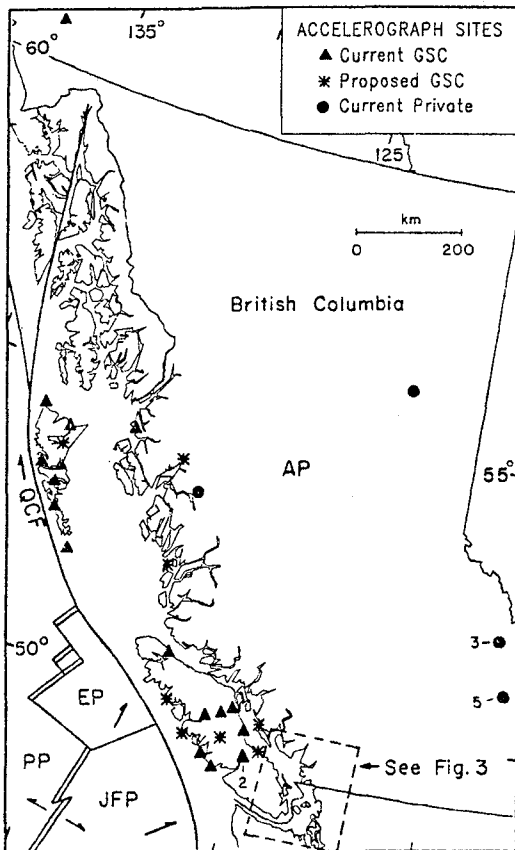 135°
60°
ACCELEROGRAPH SITES
Current GSC
Proposed GSC
Current Private
125
km
0 200
British Columbia
AP
55°
QCF
50°
3
5
EP
PP
JFP
2
See Fig. 3